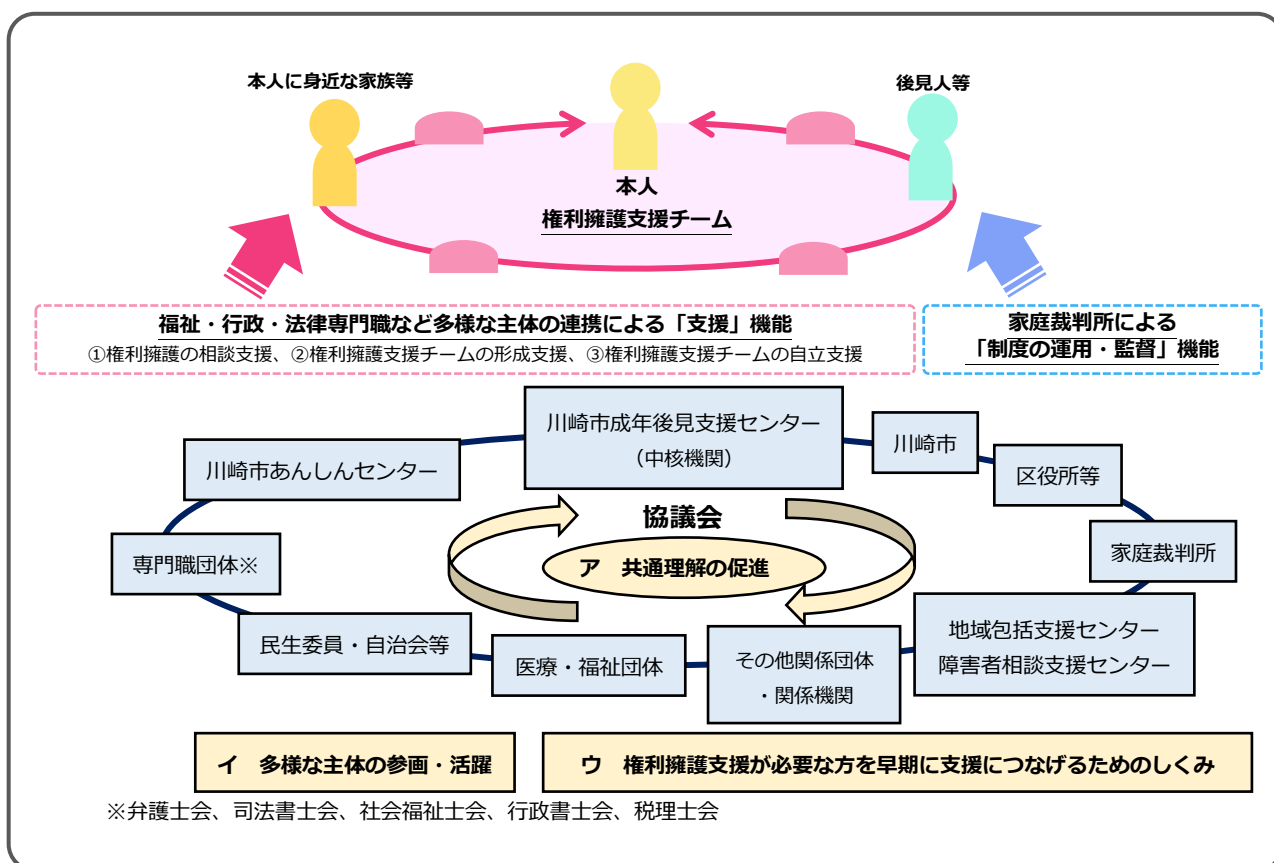 本人に身近な家族等
後見人等
本人
権利擁護支援チーム
福祉・行政・法律専門職など多様な主体の連携による「支援」機能
①権利擁護の相談支援、②権利擁護支援チームの形成支援、③権利擁護支援チームの自立支援
家庭裁判所による
「制度の運用・監督」機能
川崎市成年後見支援センター
（中核機関）
川崎市
川崎市あんしんセンター
区役所等
協議会
専門職団体※
ア 共通理解の促進
家庭裁判所
民生委員・自治会等
医療・福祉団体
その他関係団体
・関係機関
地域包括支援センター
障害者相談支援センター
イ 多様な主体の参画・活躍
ウ 権利擁護支援が必要な方を早期に支援につなげるためのしくみ
※弁護士会、司法書士会、社会福祉士会、行政書士会、税理士会